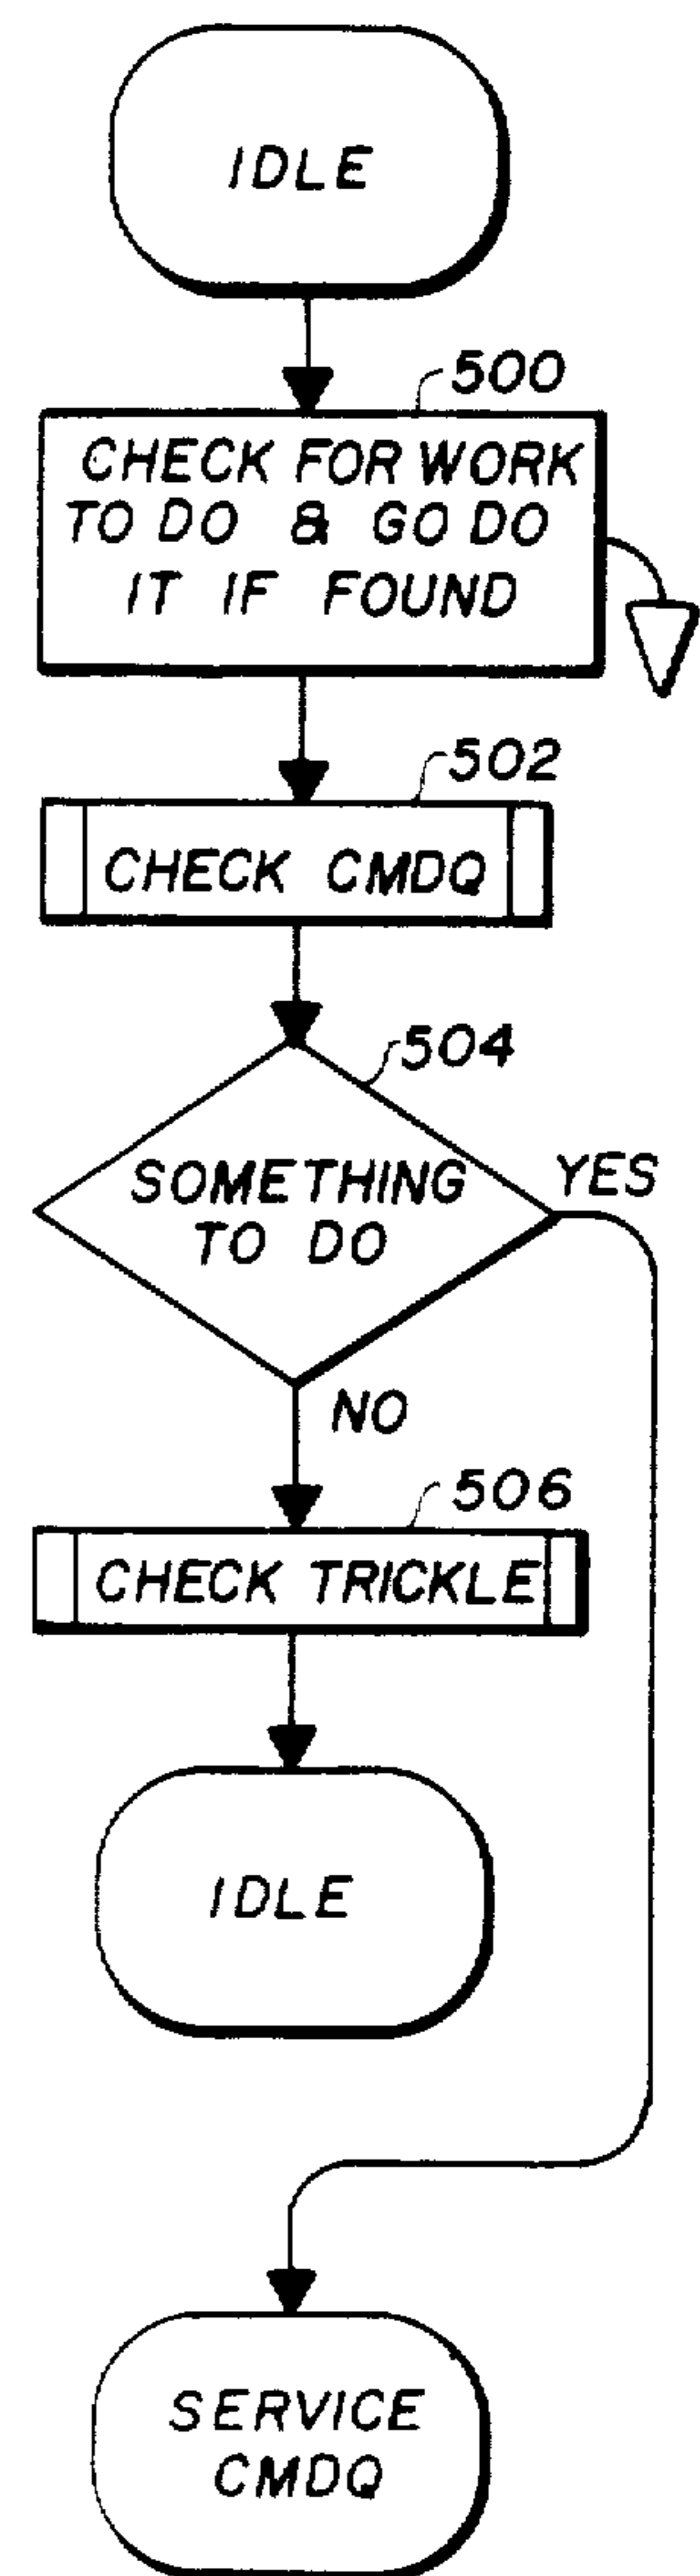 IDLE
500
CHECK FOR WORK
TO DO & GO DO
IT IF FOUND
502
CHECK CMDQ
504
SOMETHING
TO DO
YES
NO
506
CHECK TRICKLE
IDLE
SERVICE
CMDQ